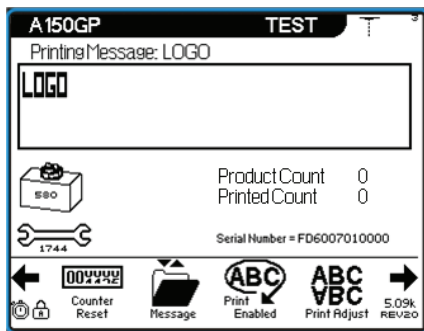 A150GP TEST 3
Printing Message: LOGO
LOGO
580
Product Count 0
Printed Count 0
1744
Serial Number = FD6007010000
Counter Reset
Message
ABC
Print Enabled
ABC
ABC
Print Adjust
5.09k
REV20